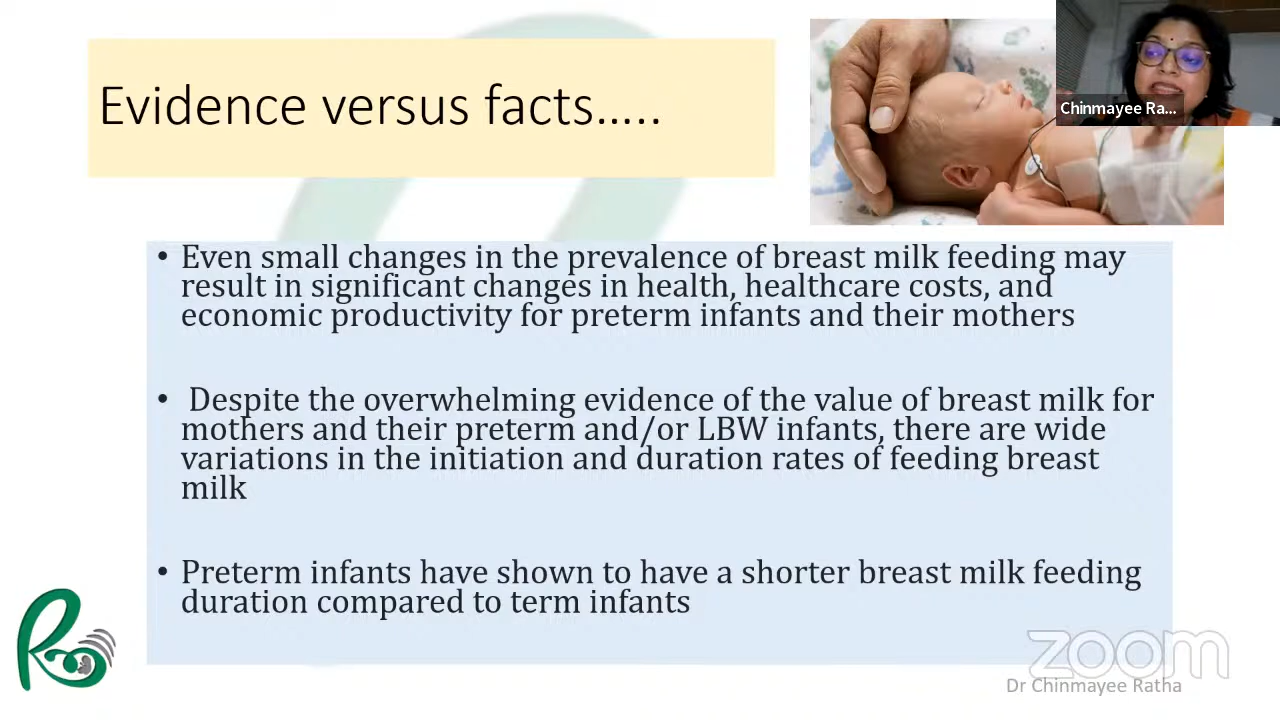 Evidence versus facts…..
Chinmayee Ra...
• Even small changes in the prevalence of breast milk feeding may
result in significant changes in health, healthcare costs, and
economic productivity for preterm infants and their mothers
• Despite the overwhelming evidence of the value of breast milk for
mothers and their preterm and/or LBW infants, there are wide
variations in the initiation and duration rates of feeding breast
milk
• Preterm infants have shown to have a shorter breast milk feeding
duration compared to term infants
zoom
Dr Chinmayee Ratha